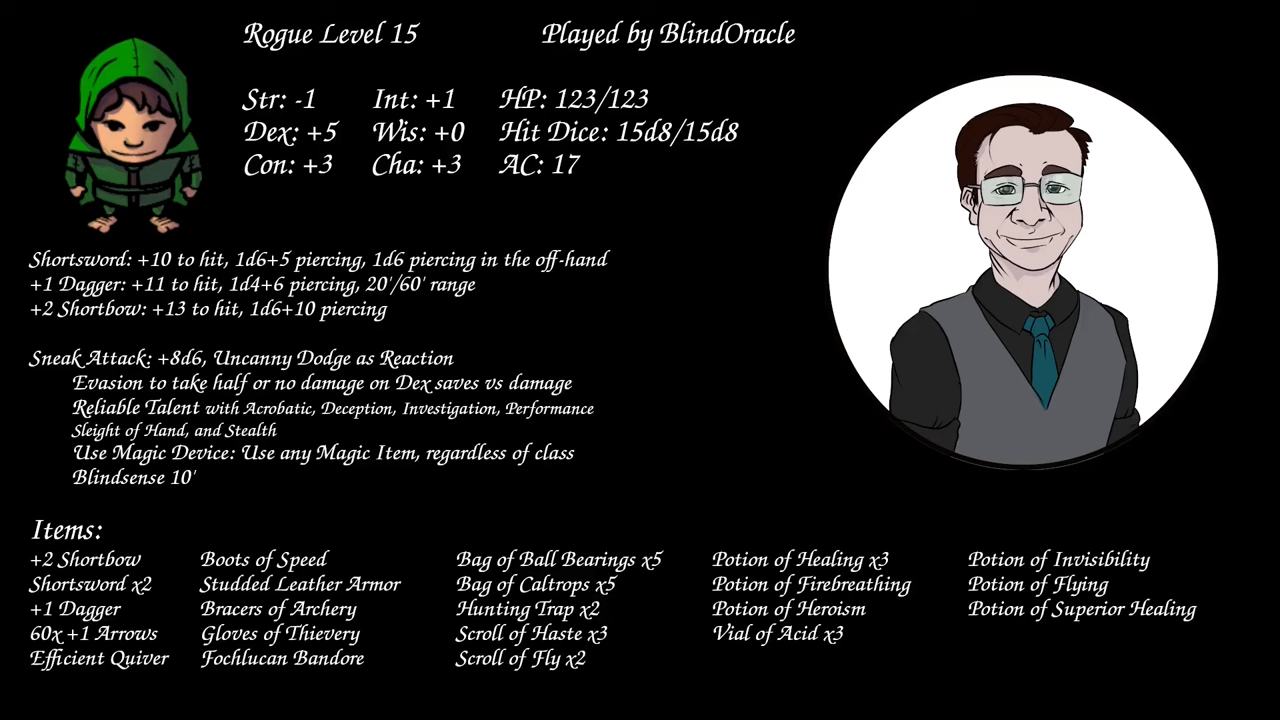 Rogue Level 15 Played by BlindOracle
Str: -1 Int: +1 HP: 123/123
Dex: +5 Wis: +0 Hit Dice: 15d8/15d8
Con: +3 Cha: +3 AC: 17
Shortsword: +10 to hit, 1d6+5 piercing, 1d6 piercing in the off-hand
+1 Dagger: +11 to hit, 1d4+6 piercing, 20'/60' range
+2 Shortbow: +13 to hit, 1d6+10 piercing
Sneak Attack: +8d6, Uncanny Dodge as Reaction
Evasion to take half or no damage on Dex saves vs damage
Reliable Talent with Acrobatic, Deception, Investigation, Performance
Sleight of Hand, and Stealth
Use Magic Device: Use any Magic Item, regardless of class
Blindsense 10'
Items:
+2 Shortbow Boots of Speed Bag of Ball Bearings x5 Potion of Healing x3 Potion of Invisibility
Shortsword x2 Studded Leather Armor Bag of Caltrops x5 Potion of Firebreathing Potion of Flying
+1 Dagger Bracers of Archery Hunting Trap x2 Potion of Heroism Potion of Superior Healing
60x +1 Arrows Gloves of Thievery Scroll of Haste x3 Vial of Acid x3
Efficient Quiver Fochlucan Bandore Scroll of Fly x2